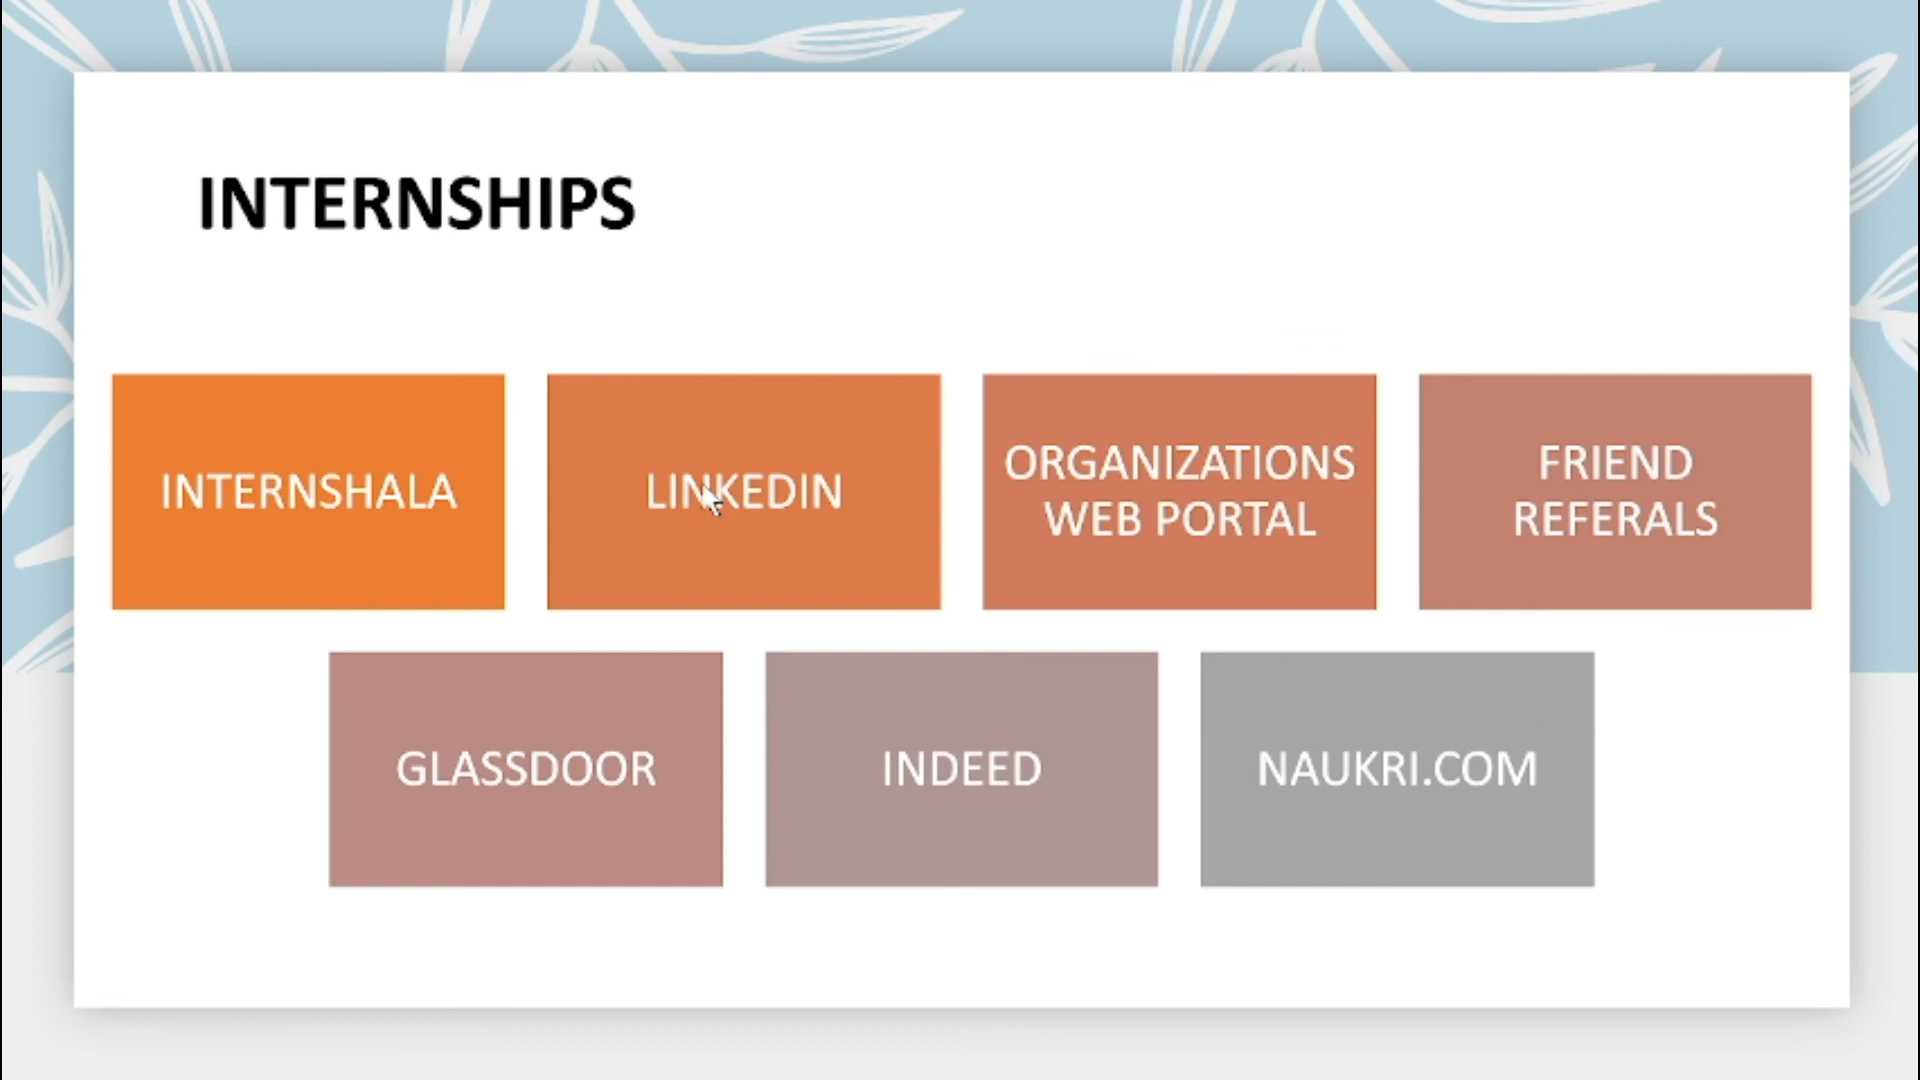 INTERNSHIPS
INTERNSHALA
LINKEDIN
ORGANIZATIONS
WEB PORTAL
FRIEND
REFERALS
GLASSDOOR
INDEED
NAUKRI.COM